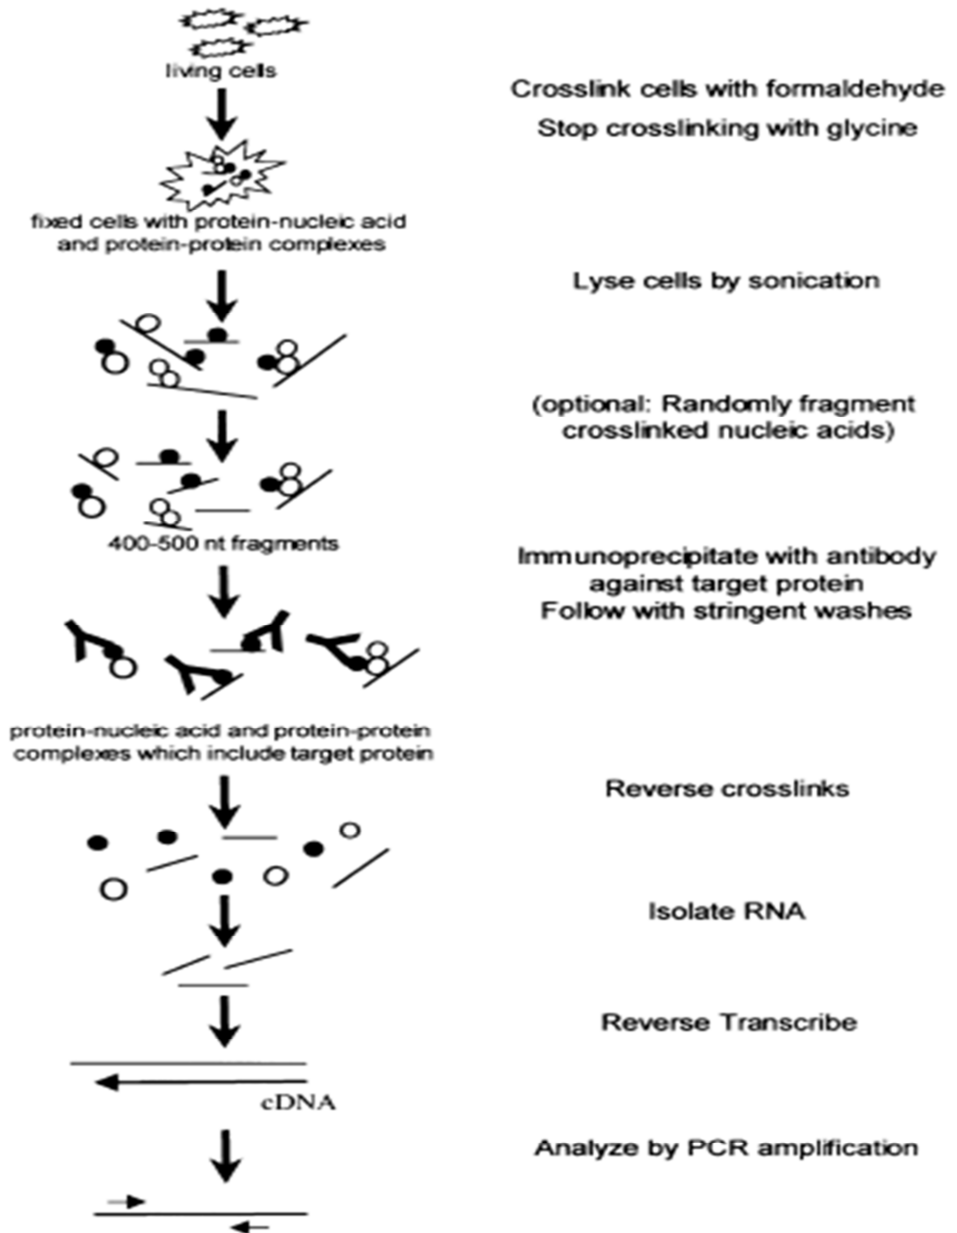 living cells
Crosslink cells with formaldehyde
Stop crosslinking with glycine
fixed cells with protein-nucleic acid
and protein-protein complexes
Lyse cells by sonication
(optional: Randomly fragment
crosslinked nucleic acids)
400-500 nt fragments
Immunoprecipitate with antibody
against target protein
Follow with stringent washes
protein-nucleic acid and protein-protein
complexes which include target protein
Reverse crosslinks
Isolate RNA
Reverse Transcribe
cDNA
Analyze by PCR amplification